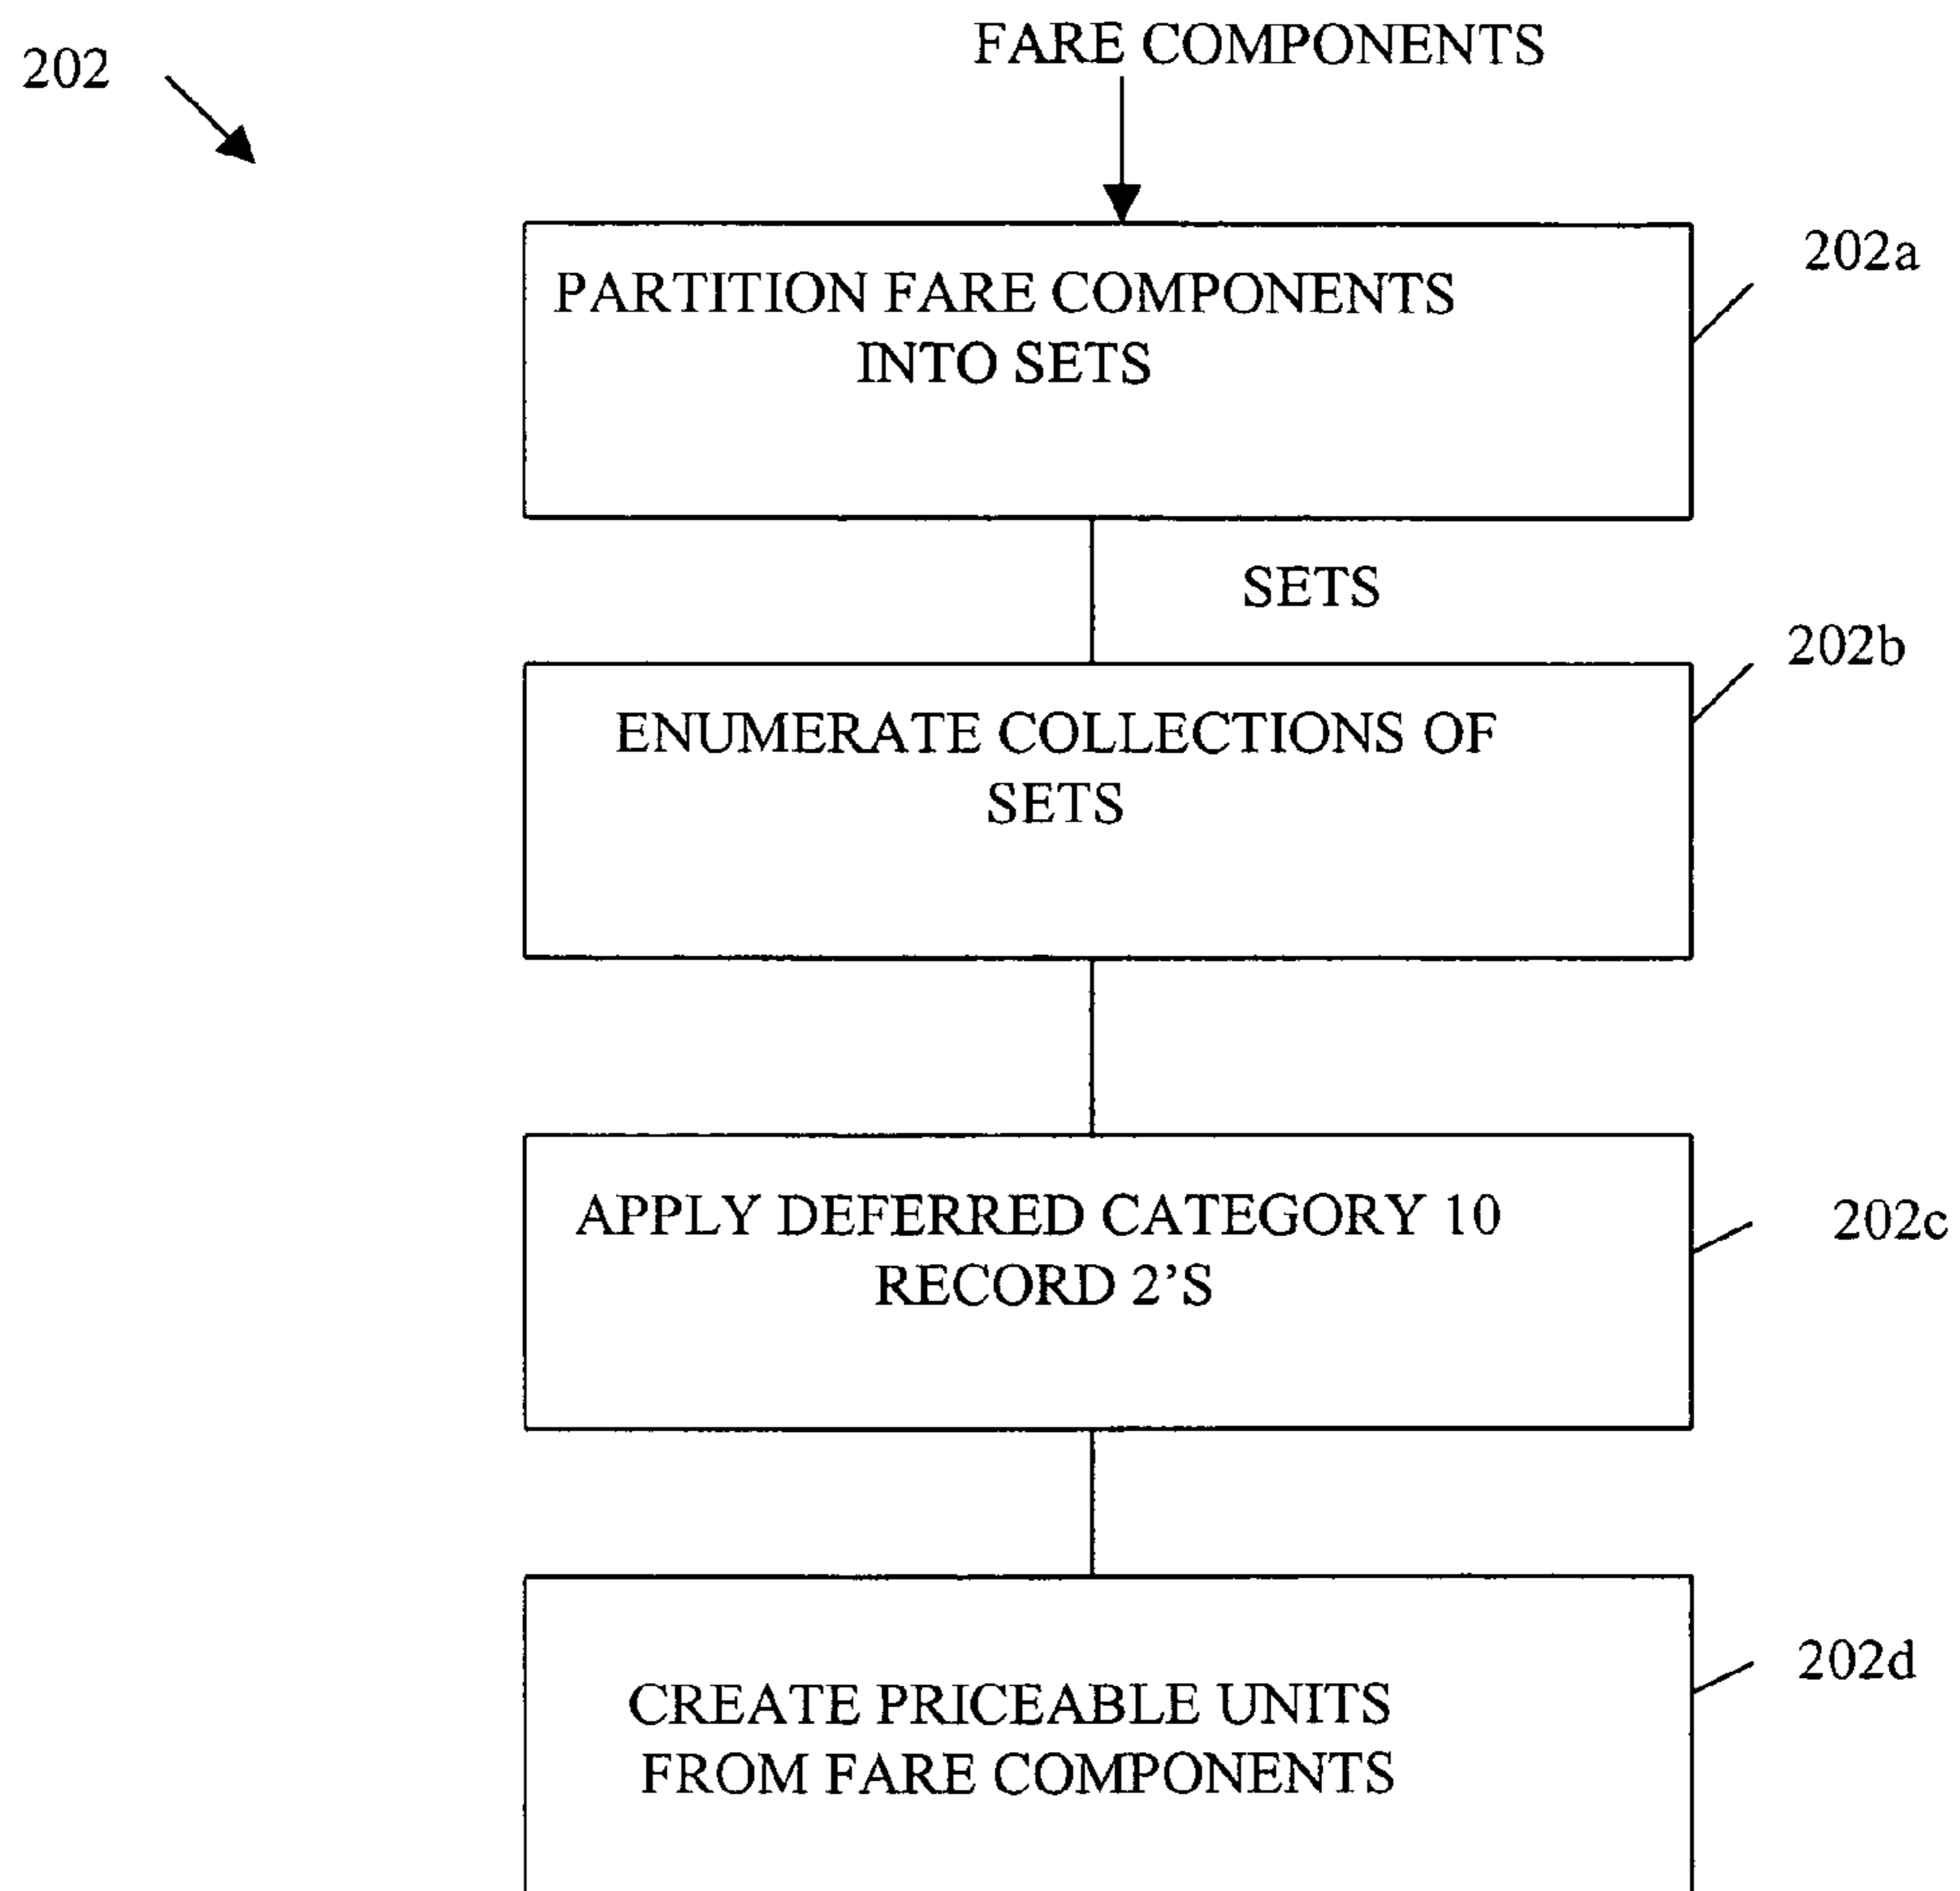 FARE COMPONENTS
202
PARTITION FARE COMPONENTS
INTO SETS
202a
SETS
202b
ENUMERATE COLLECTIONS OF
SETS
APPLY DEFERRED CATEGORY 10
RECORD 2’S
202c
CREATE PRICEABLE UNITS
FROM FARE COMPONENTS
202d